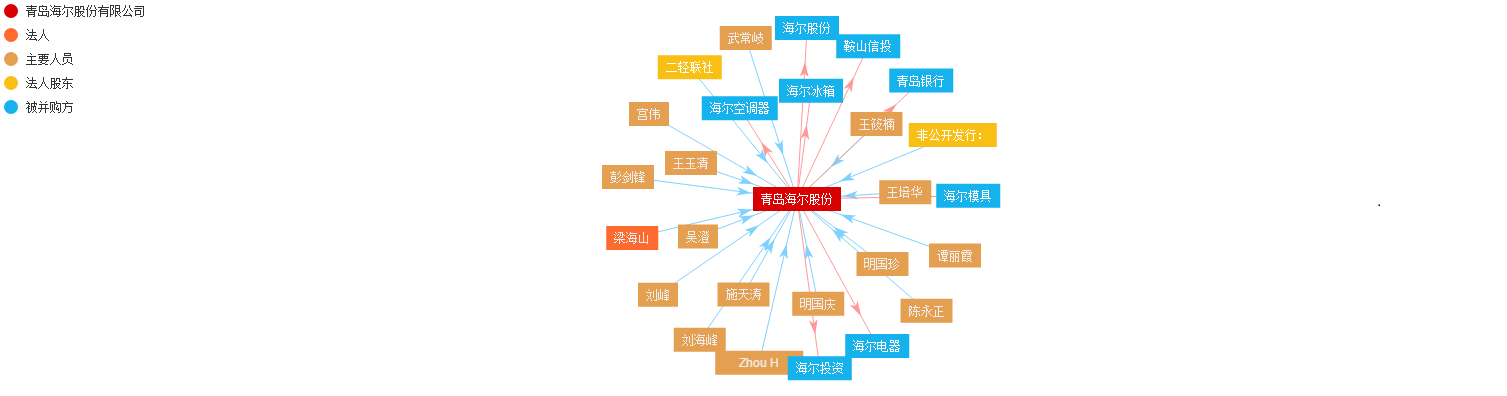 青岛海尔股份有限公司
法人
主要人员
法人股东
被并购方
海尔股份
武常岐
鞍山信投
二轻联社
青岛银行
海尔冰箱
海尔空调器
宫伟
王筱楠
非公开发行：
王玉清
彭剑锋
王培华
海尔模具
青岛海尔股份
梁海山
吴澄
谭丽霞
明国珍
刘峰
施天涛
明国庆
陈永正
刘海峰
海尔电器
Zhou H
海尔投资